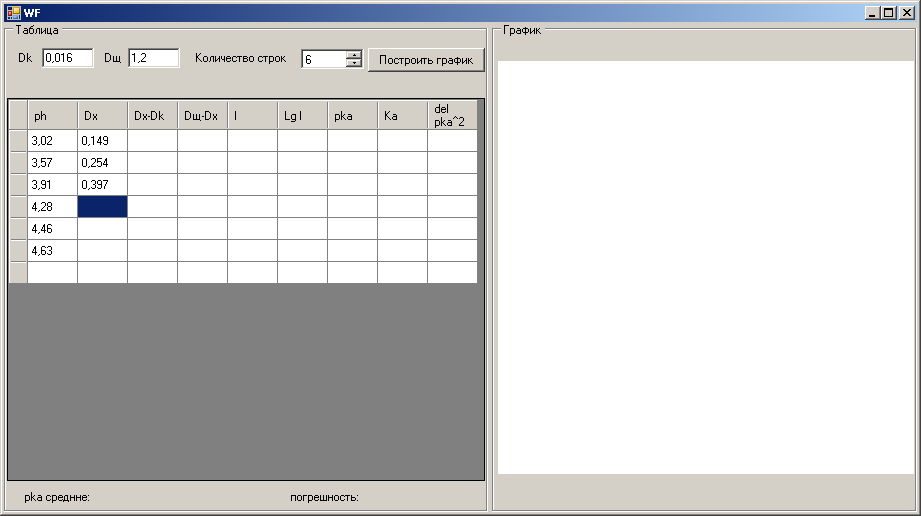 WF
Таблица
График
Dk 0,016 Dщ 1,2 Количество строк 6 Построить график
ph Dx Dx-Dk Dщ-Dx I Lg I pka Ka del pka^2
3,02 0,149
3,57 0,254
3,91 0,397
4,28
4,46
4,63
pka средние: погрешность: